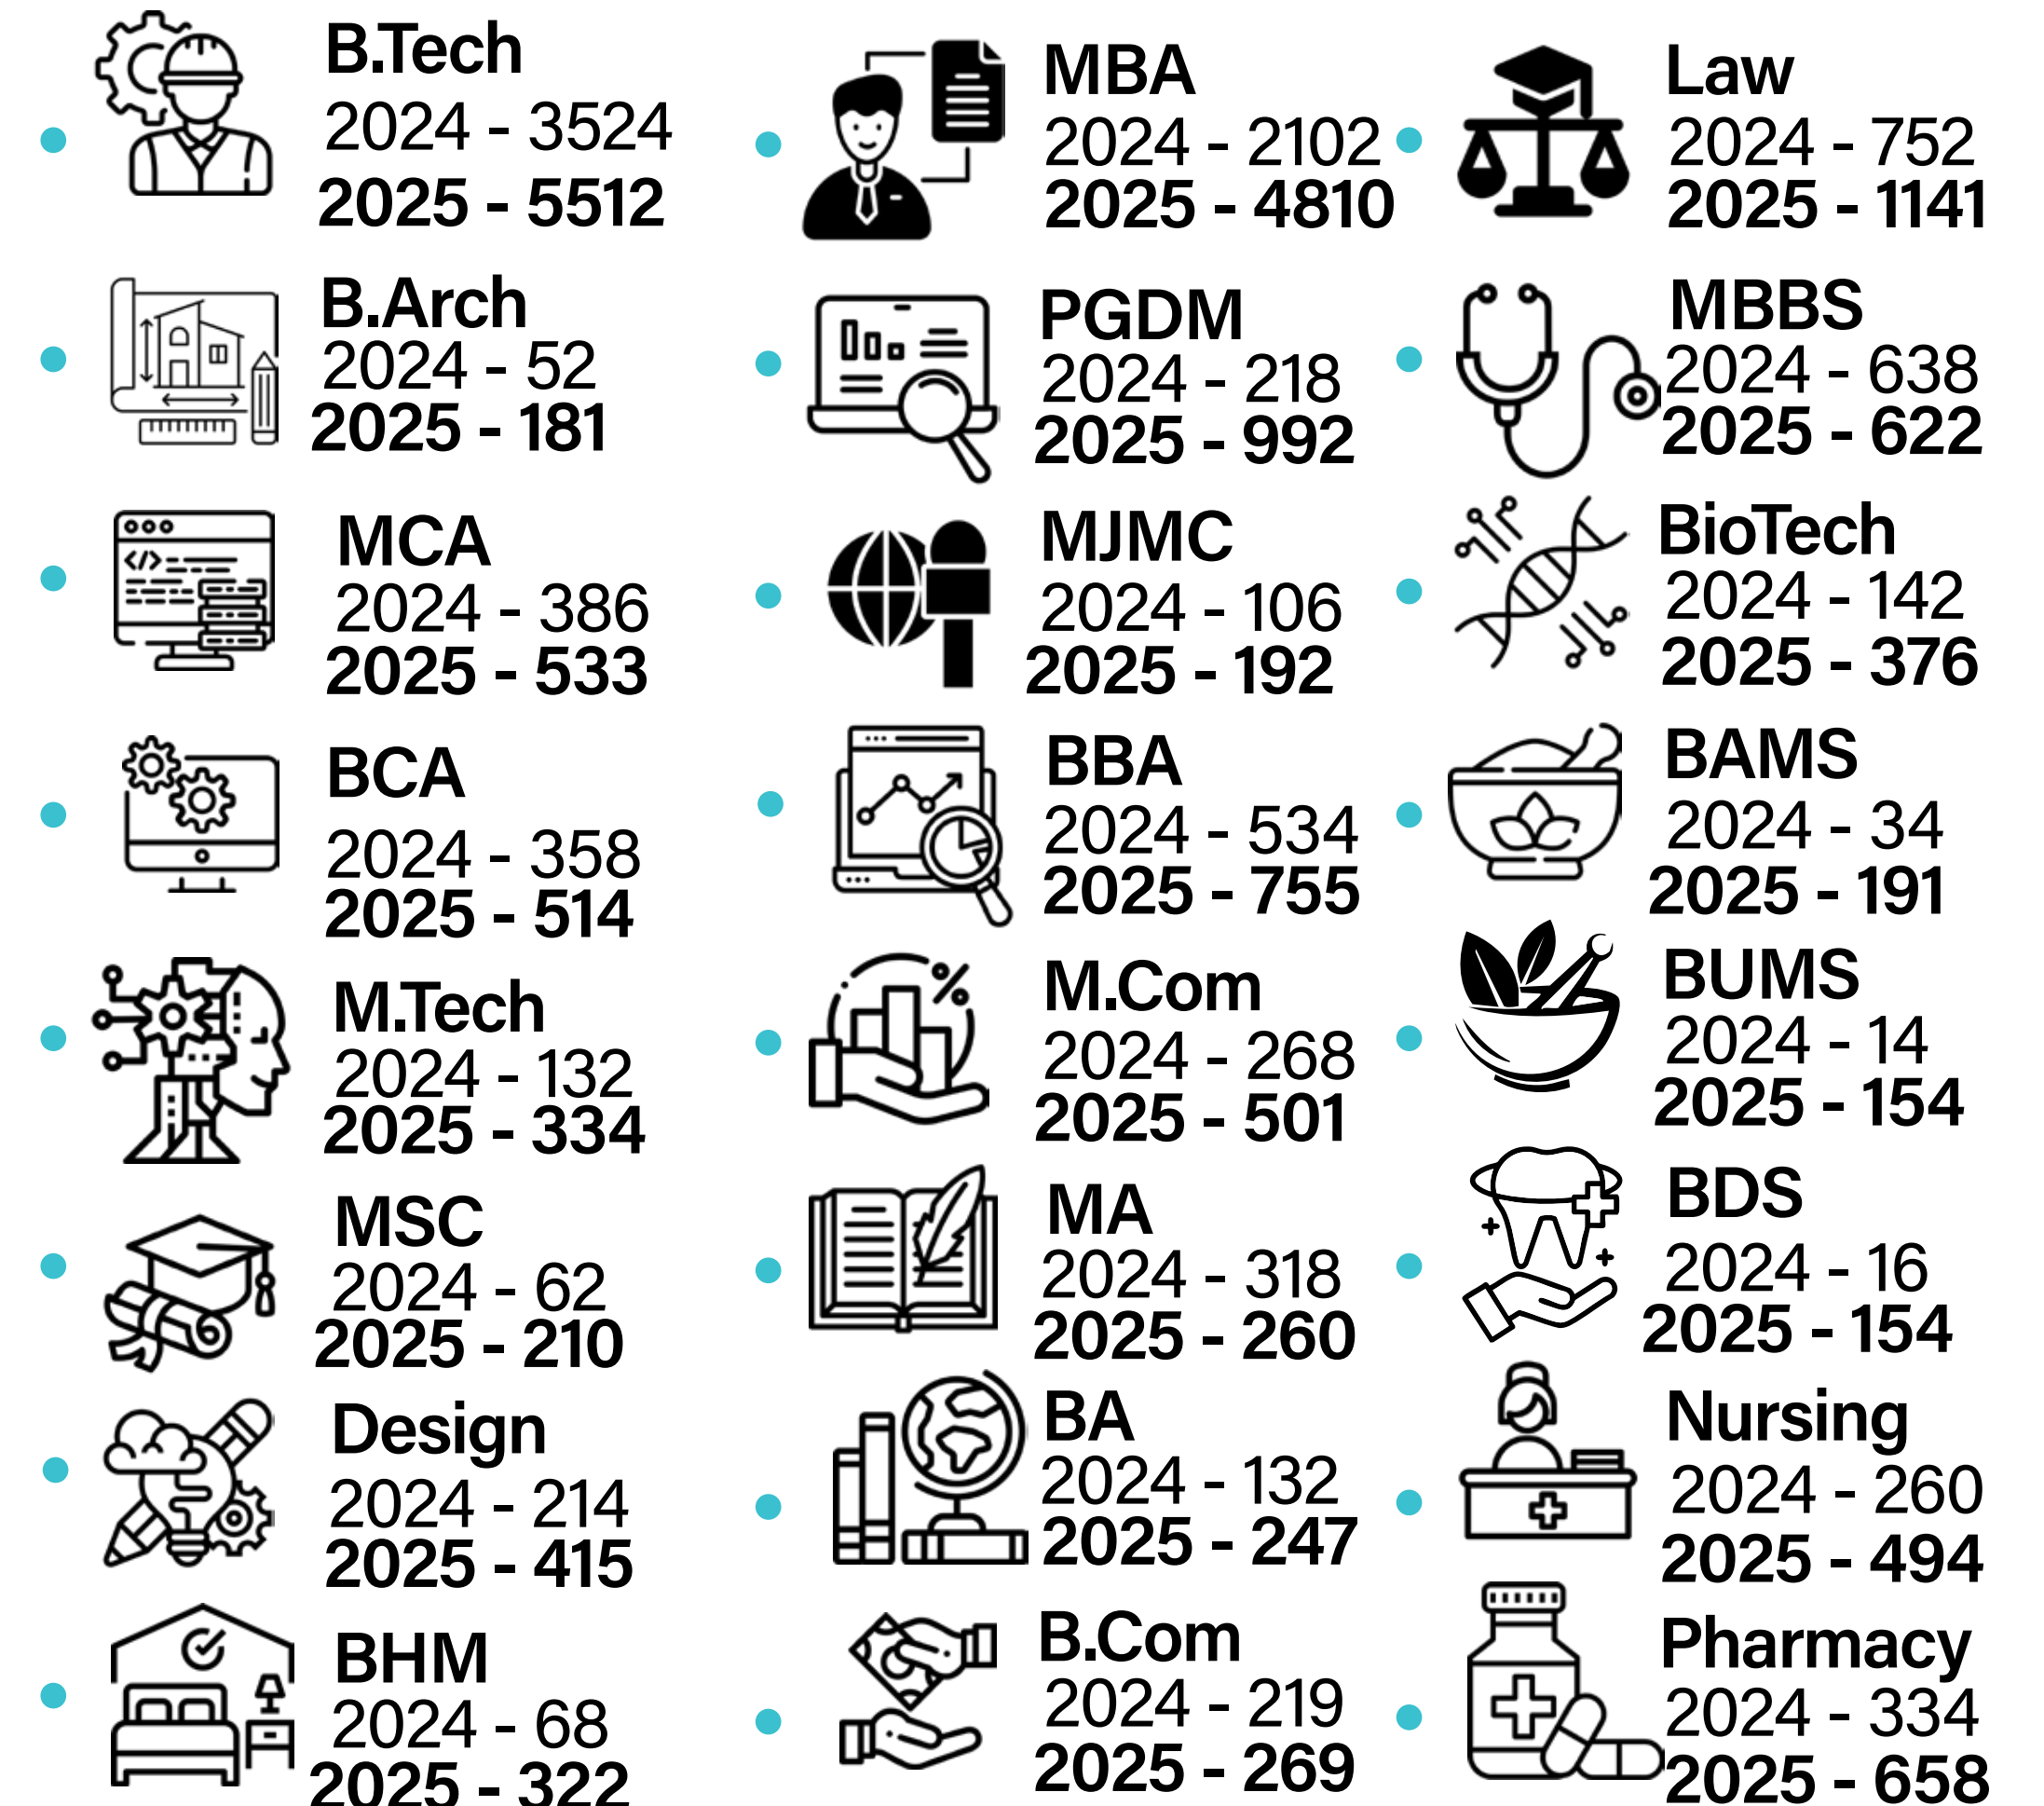 B.Tech
2024 - 3524
2025 - 5512
B.Arch
2024 - 52
2025 - 181
MCA
2024 - 386
2025 - 533
BCA
2024 - 358
2025 - 514
M.Tech
2024 - 132
2025 - 334
MSC
2024 - 62
2025 - 210
Design
2024 - 214
2025 - 415
BHM
2024 - 68
2025 - 322
MBA
2024 - 2102
2025 - 4810
PGDM
2024 - 218
2025 - 992
MJMC
2024 - 106
2025 - 192
BBA
2024 - 534
2025 - 755
M.Com
2024 - 268
2025 - 501
MA
2024 - 318
2025 - 260
BA
2024 - 132
2025 - 247
B.Com
2024 - 219
2025 - 269
Law
2024 - 752
2025 - 1141
MBBS
2024 - 638
2025 - 622
BioTech
2024 - 142
2025 - 376
BAMS
2024 - 34
2025 - 191
BUMS
2024 - 14
2025 - 154
BDS
2024 - 16
2025 - 154
Nursing
2024 - 260
2025 - 494
Pharmacy
2024 - 334
2025 - 658